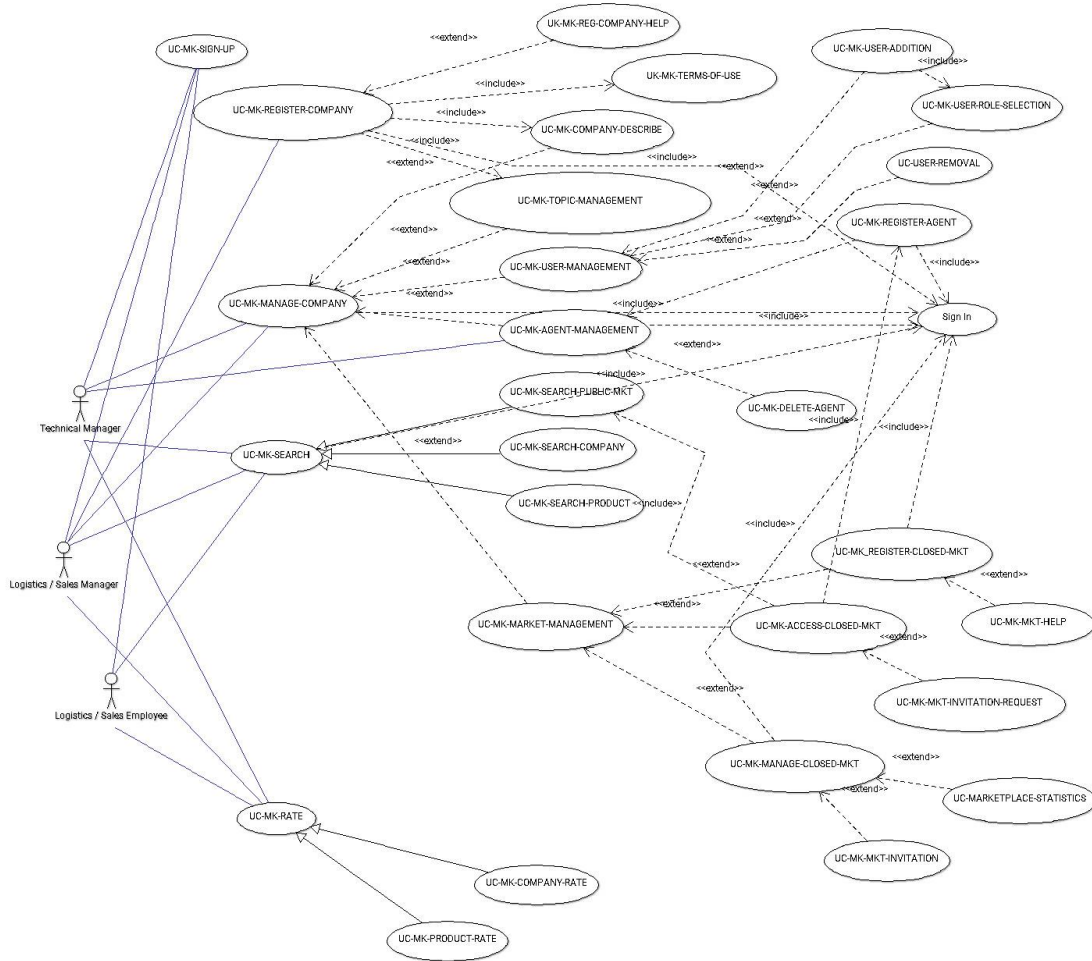 UK-MK-REG-COMPANY-HELP
<<extend>>
UC-MK-SIGN-UP
UC-MK-USER-ADDITION
<<include>>
UK-MK-TERMS-OF-USE
<<include>>
UC-MK-REGISTER-COMPANY
UC-MK-USER-ROLE-SELECTION
<<include>>
UC-MK-COMPANY-DESCRIBE
<<include>>
<<extend>>
<<include>>
UC-USER-REMOVAL
UC-MK-TOPIC-MANAGEMENT
<<extend>>
UC-MK-REGISTER-AGENT
<<extend>>
<<extend>>
<<extend>>
UC-MK-USER-MANAGEMENT
<<include>>
<<extend>>
UC-MK-MANAGE-COMPANY
<<extend>>
<<include>>
Sign In
UC-MK-AGENT-MANAGEMENT
<<include>>
<<extend>>
<<include>>
UC-MK-SEARCH-PUBLIC-MKT
UC-MK-DELETE-AGENT
<<include>>
<<include>>
Technical Manager
<<extend>>
UC-MK-SEARCH-COMPANY
UC-MK-SEARCH
UC-MK-SEARCH-PRODUCT
<<include>>
<<include>>
UC-MK_REGISTER-CLOSED-MKT
<<extend>>
Logistics / Sales Manager
<<extend>>
UC-MK-MARKET-MANAGEMENT
UC-MK-ACCESS-CLOSED-MKT
UC-MK-MKT-HELP
<<extend>>
<<extend>>
UC-MK-MKT-INVITATION-REQUEST
Logistics / Sales Employee
<<extend>>
UC-MK-MANAGE-CLOSED-MKT
<<extend>>
UC-MARKETPLACE-STATISTICS
UC-MK-RATE
UC-MK-MKT-INVITATION
UC-MK-COMPANY-RATE
UC-MK-PRODUCT-RATE